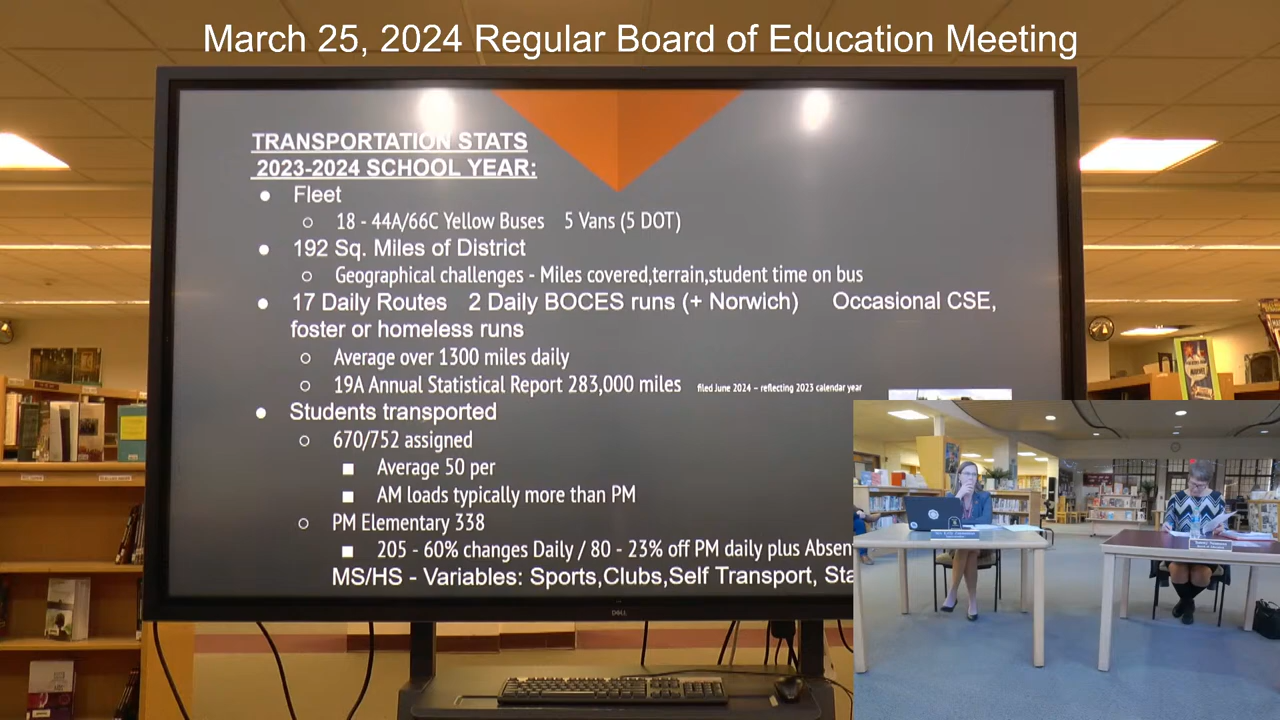 March 25, 2024 Regular Board of Education Meeting
TRANSPORTATION STATS
2023-2024 SCHOOL YEAR:
● Fleet
○ 18 - 44A/66C Yellow Buses 5 Vans (5 DOT)
● 192 Sq. Miles of District
○ Geographical challenges - Miles covered,terrain,student time on bus
● 17 Daily Routes 2 Daily BOCES runs (+ Norwich) Occasional CSE,
foster or homeless runs
○ Average over 1300 miles daily
○ 19A Annual Statistical Report 283,000 miles filed June 2024 – reflecting 2023 calendar year
● Students transported
○ 670/752 assigned
■ Average 50 per
■ AM loads typically more than PM
○ PM Elementary 338
■ 205 - 60% changes Daily / 80 - 23% off PM daily plus Absen
MS/HS - Variables: Sports,Clubs,Self Transport, Sta
DELL